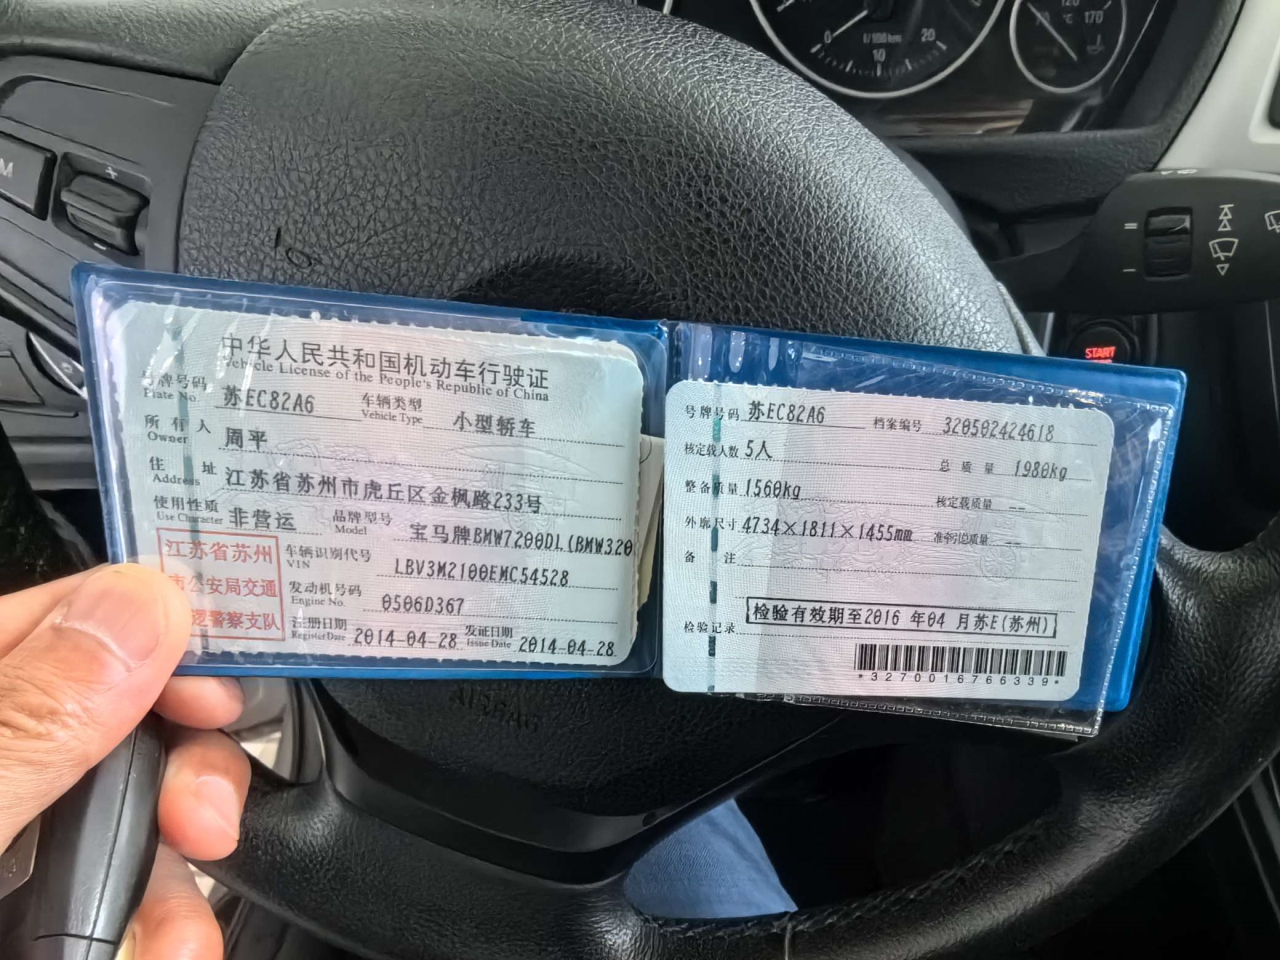 中华人民共和国机动车行驶证
Vehicle License of the People's Republic of China
号牌号码 苏EC82A6 车辆类型 小型轿车
Plate No. Vehicle Type
所有人 周平
Owner
住址 江苏省苏州市虎丘区金枫路233号
Address
使用性质 非营运 品牌型号 宝马牌BMW7200DL(BMW320
Use Character Model
江苏省苏州
市公安局交通
巡警察支队
车辆识别代号 LBV3M2100EMC54528
VIN
发动机号码 0506D367
Engine No.
注册日期 2014-04-28 发证日期 2014-04-28
Register Date Issue Date
号牌号码 苏EC82A6 档案编号 320502424618
核定载人数 5人 总质量 1980kg
整备质量 1560kg 核定载质量 --
外廓尺寸 4734×1811×1455mm 准牵引总质量 --
备注
检验有效期至2016 年04 月苏E(苏州)
检验记录
*3270016766339*
START
0 10 20
l/100km
120
°C 170
M
AIRBAG